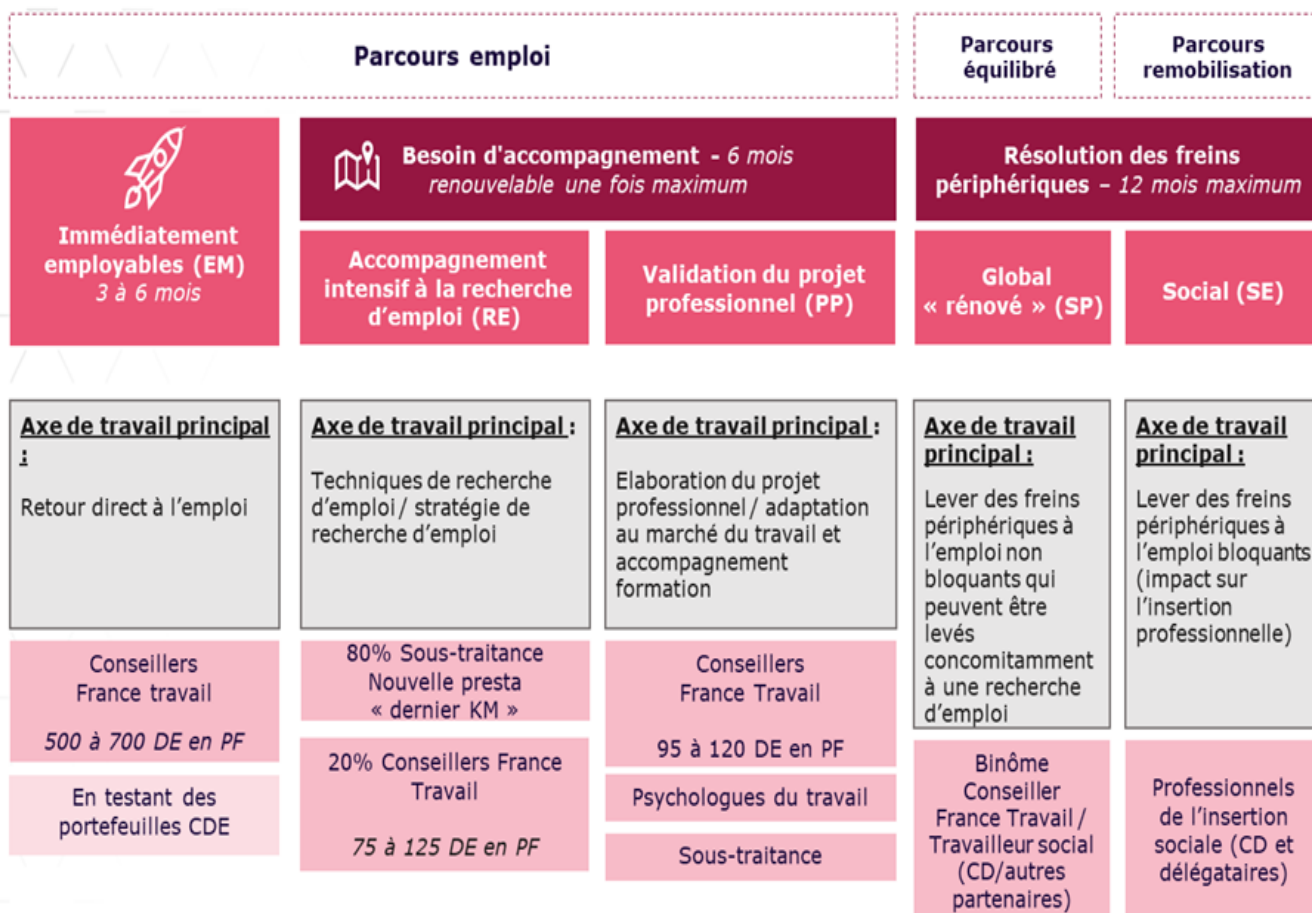 Parcours emploi
Parcours
équilibré
Parcours
remobilisation
Immédiatement
employables (EM)
3 à 6 mois
Besoin d'accompagnement - 6 mois
renouvelable une fois maximum
Accompagnement
intensif à la recherche
d'emploi (RE)
Validation du projet
professionnel (PP)
Résolution des freins
périphériques – 12 mois maximum
Global
« rénové » (SP)
Social (SE)
Axe de travail principal
:
Retour direct à l'emploi
Axe de travail principal :
Techniques de recherche
d'emploi / stratégie de
recherche d'emploi
Axe de travail principal :
Elaboration du projet
professionnel / adaptation
au marché du travail et
accompagnement
formation
Axe de travail
principal :
Lever des freins
périphériques à
l'emploi non
bloquants qui
peuvent être
levés
concomitamment
à une recherche
d'emploi
Axe de travail
principal :
Lever des freins
périphériques à
l'emploi bloquants
(impact sur
l'insertion
professionnelle)
Conseillers
France travail
500 à 700 DE en PF
En testant des
portefeuilles CDE
80% Sous-traitance
Nouvelle presta
« dernier KM »
20% Conseillers France
Travail
75 à 125 DE en PF
Conseillers
France Travail
95 à 120 DE en PF
Psychologues du travail
Sous-traitance
Binôme
Conseiller
France Travail /
Travailleur social
(CD/autres
partenaires)
Professionnels
de l'insertion
sociale (CD et
délégataires)